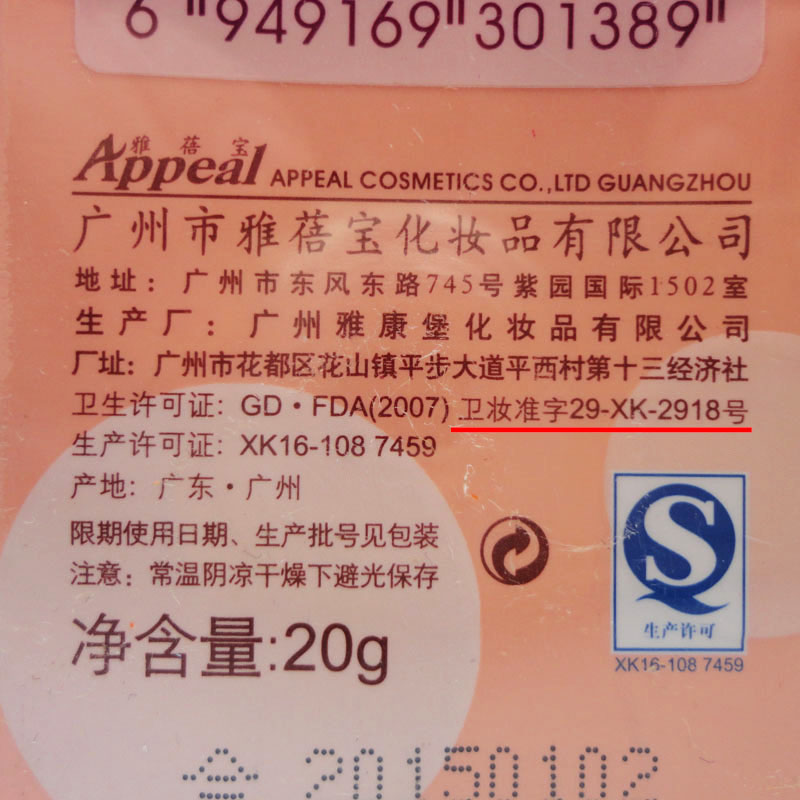 6 "949169"301389"
雅 蓓 宝
Appeal APPEAL COSMETICS CO.,LTD GUANGZHOU
广州市雅蓓宝化妆品有限公司
地址：广州市东风东路745号紫园国际1502室
生产厂：广州雅康堡化妆品有限公司
厂址：广州市花都区花山镇平步大道平西村第十三经济社
卫生许可证：GD·FDA(2007) 卫妆准字29-XK-2918号
生产许可证：XK16-108 7459
产地：广东·广州
限期使用日期、生产批号见包装
注意：常温阴凉干燥下避光保存
净含量:20g
S
生产许可
XK16-108 7459
20150102